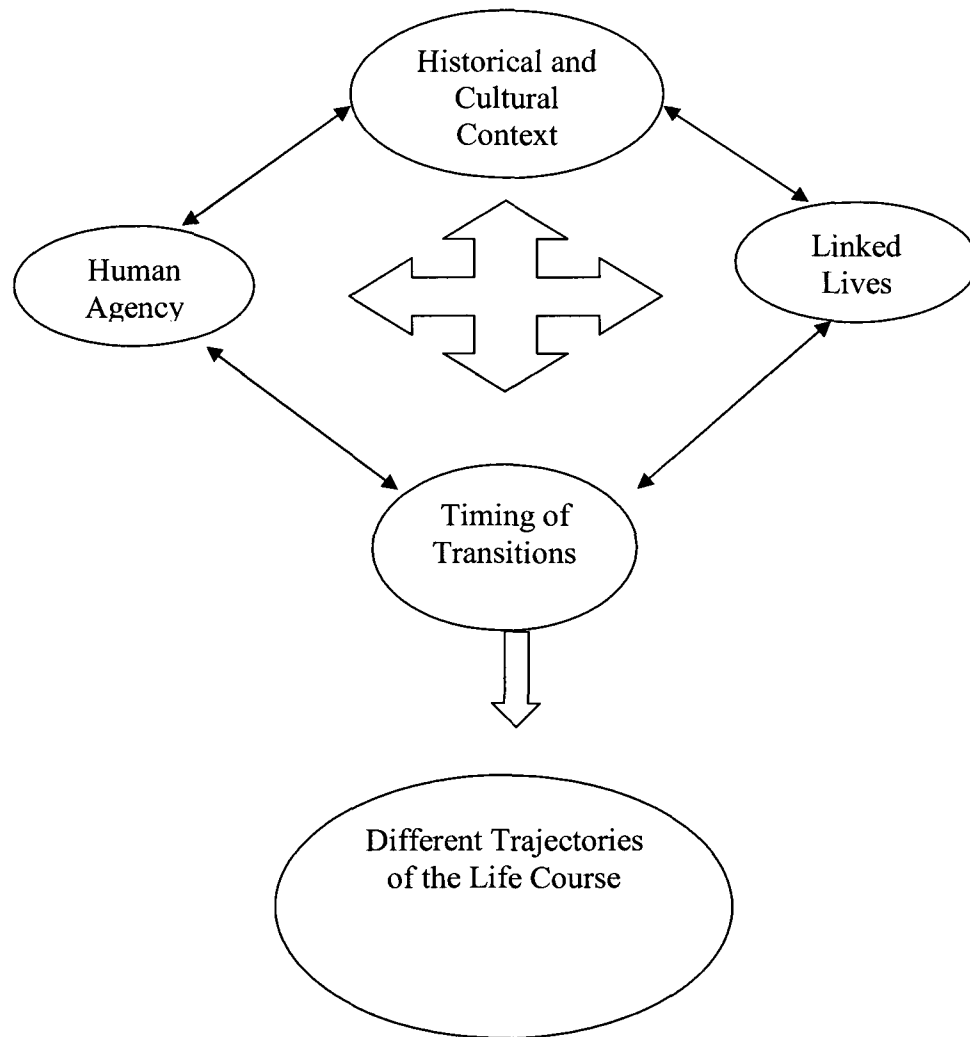 Historical and
Cultural
Context
Human
Agency
Linked
Lives
Timing of
Transitions
Different Trajectories
of the Life Course